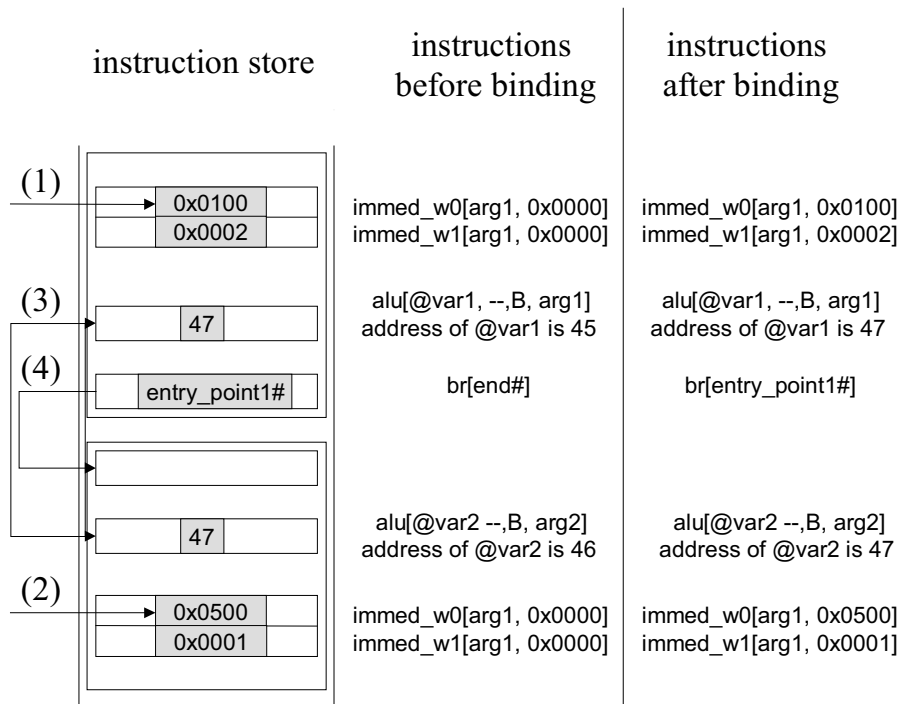 instruction store
instructions
before binding
instructions
after binding
(1)
0x0100
immed_w0[arg1, 0x0000]
immed_w0[arg1, 0x0100]
0x0002
immed_w1[arg1, 0x0000]
immed_w1[arg1, 0x0002]
(3)
47
alu[@var1, --,B, arg1]
address of @var1 is 45
alu[@var1, --,B, arg1]
address of @var1 is 47
(4)
entry_point1#
br[end#]
br[entry_point1#]
47
alu[@var2 --,B, arg2]
address of @var2 is 46
alu[@var2 --,B, arg2]
address of @var2 is 47
(2)
0x0500
immed_w0[arg1, 0x0000]
immed_w0[arg1, 0x0500]
0x0001
immed_w1[arg1, 0x0000]
immed_w1[arg1, 0x0001]